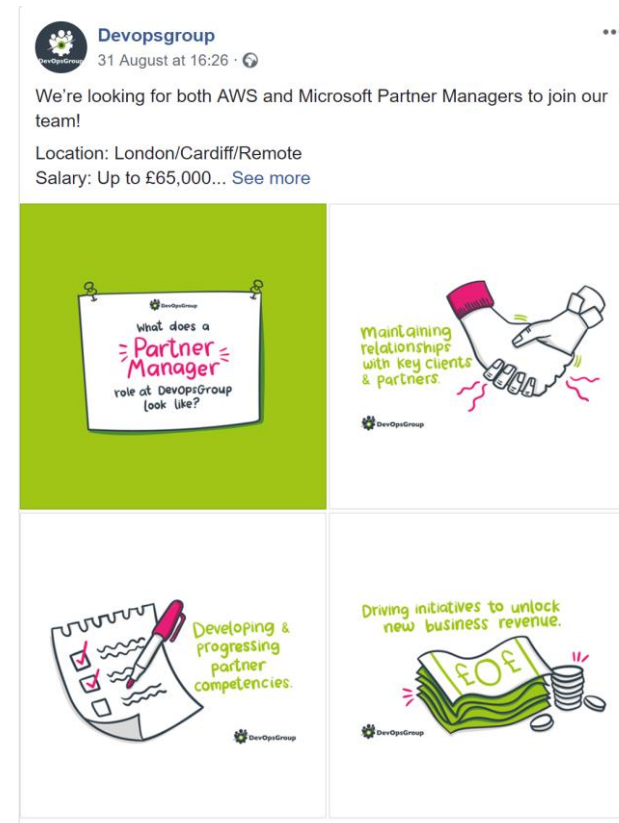 Devopsgroup
31 August at 16:26 ·
We're looking for both AWS and Microsoft Partner Managers to join our
team!
Location: London/Cardiff/Remote
Salary: Up to £65,000... See more
DevOpsGroup
DevOpsGroup
What does a
Partner
Manager
role at DevOpsGroup
look like?
Maintaining
relationships
with key clients
& partners.
DevOpsGroup
Developing &
progressing
partner
competencies.
DevOpsGroup
Driving initiatives to unlock
new business revenue.
£O£
DevOpsGroup